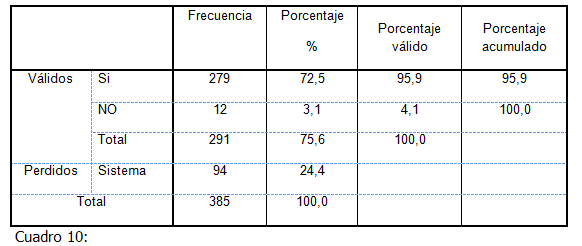 Frecuencia Porcentaje % Porcentaje válido Porcentaje acumulado
Válidos Si 279 72,5 95,9 95,9
NO 12 3,1 4,1 100,0
Total 291 75,6 100,0
Perdidos Sistema 94 24,4
Total 385 100,0
Cuadro 10: